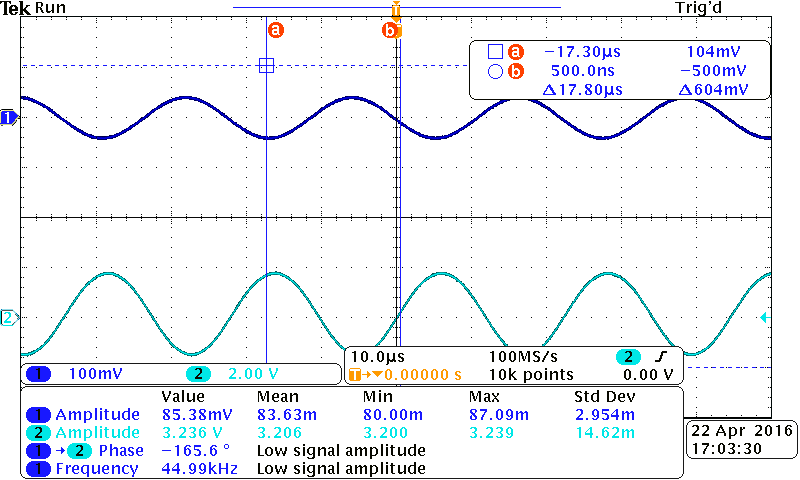 Tek Run Trig'd
T
a b
a −17.30µs 104mV
b 500.0ns −500mV
Δ17.80µs Δ604mV
1
2
1 100mV 2 2.00 V
10.0µs 100MS/s 2
T→▼0.00000 s 10k points 0.00 V
Value Mean Min Max Std Dev
1 Amplitude 85.38mV 83.63m 80.00m 87.09m 2.954m
2 Amplitude 3.236 V 3.206 3.200 3.239 14.62m
1 → 2 Phase −165.6 ° Low signal amplitude
1 Frequency 44.99kHz Low signal amplitude
22 Apr 2016
17:03:30